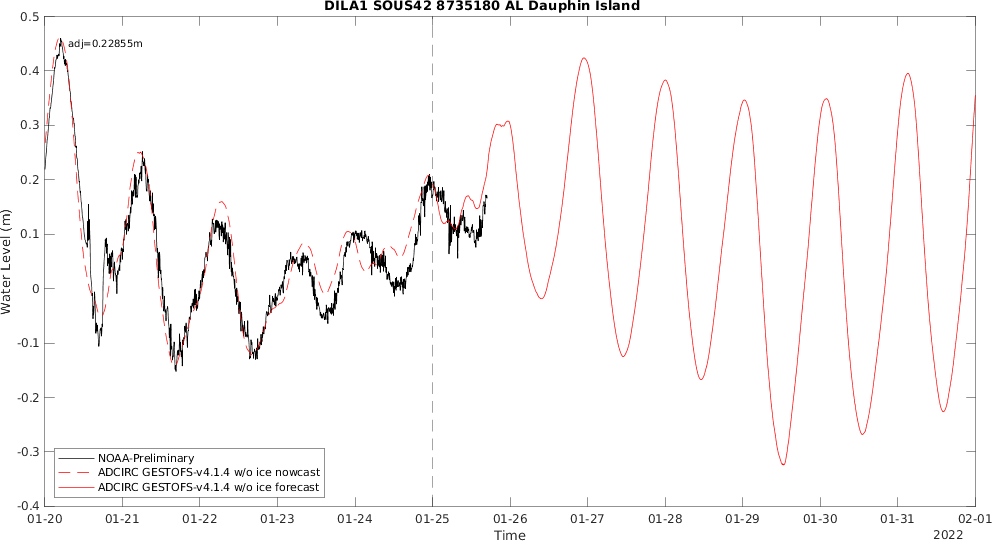 DILA1 SOUS42 8735180 AL Dauphin Island
adj=0.22855m
0.5
0.4
0.3
0.2
0.1
0
-0.1
-0.2
-0.3
-0.4
Water Level (m)
NOAA-Preliminary
ADCIRC GESTOFS-v4.1.4 w/o ice nowcast
ADCIRC GESTOFS-v4.1.4 w/o ice forecast
01-20 01-21 01-22 01-23 01-24 01-25 01-26 01-27 01-28 01-29 01-30 01-31 02-01
Time
2022